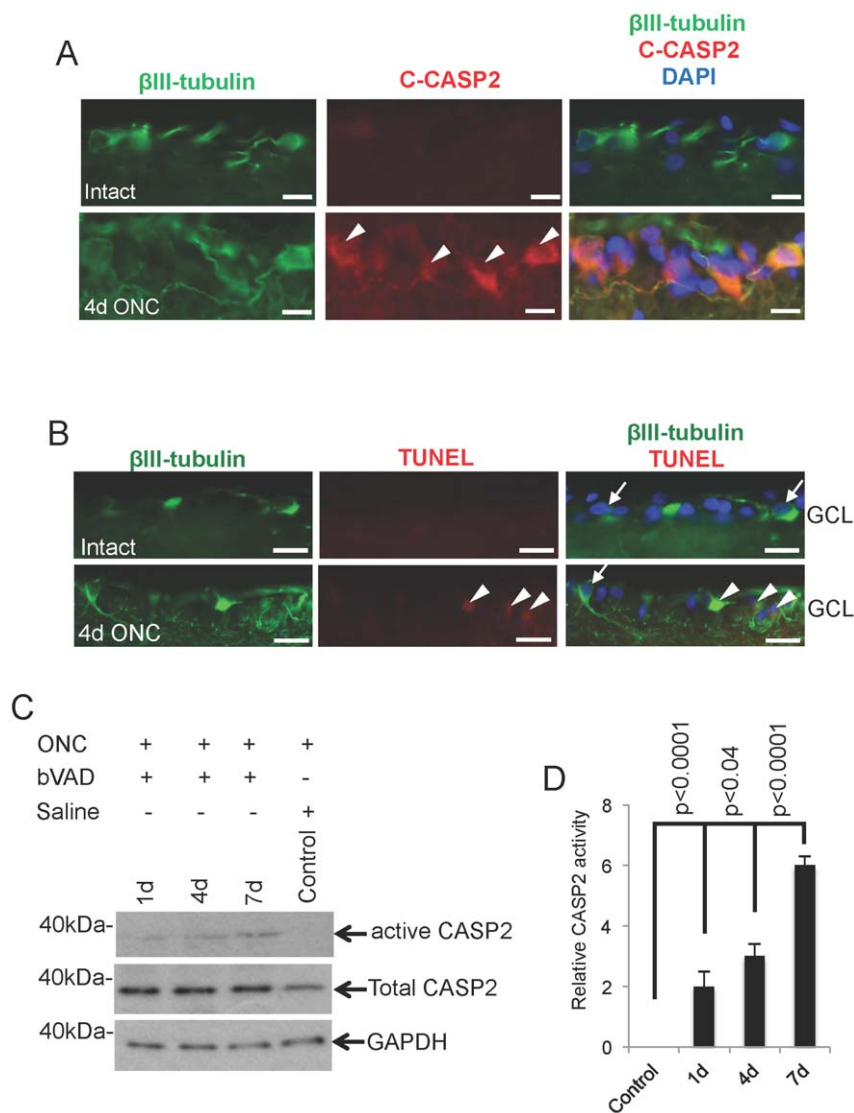 A
βIII-tubulin
C-CASP2
βIII-tubulin
C-CASP2
DAPI
Intact
4d ONC
B
βIII-tubulin
TUNEL
βIII-tubulin
TUNEL
Intact
GCL
4d ONC
GCL
C
ONC + + + +
bVAD + + + -
Saline - - - +
1d 4d 7d Control
40kDa- active CASP2
40kDa- Total CASP2
40kDa- GAPDH
D
p<0.0001 p<0.04 p<0.0001
Relative CASP2 activity
8
6
4
2
0
Control 1d 4d 7d